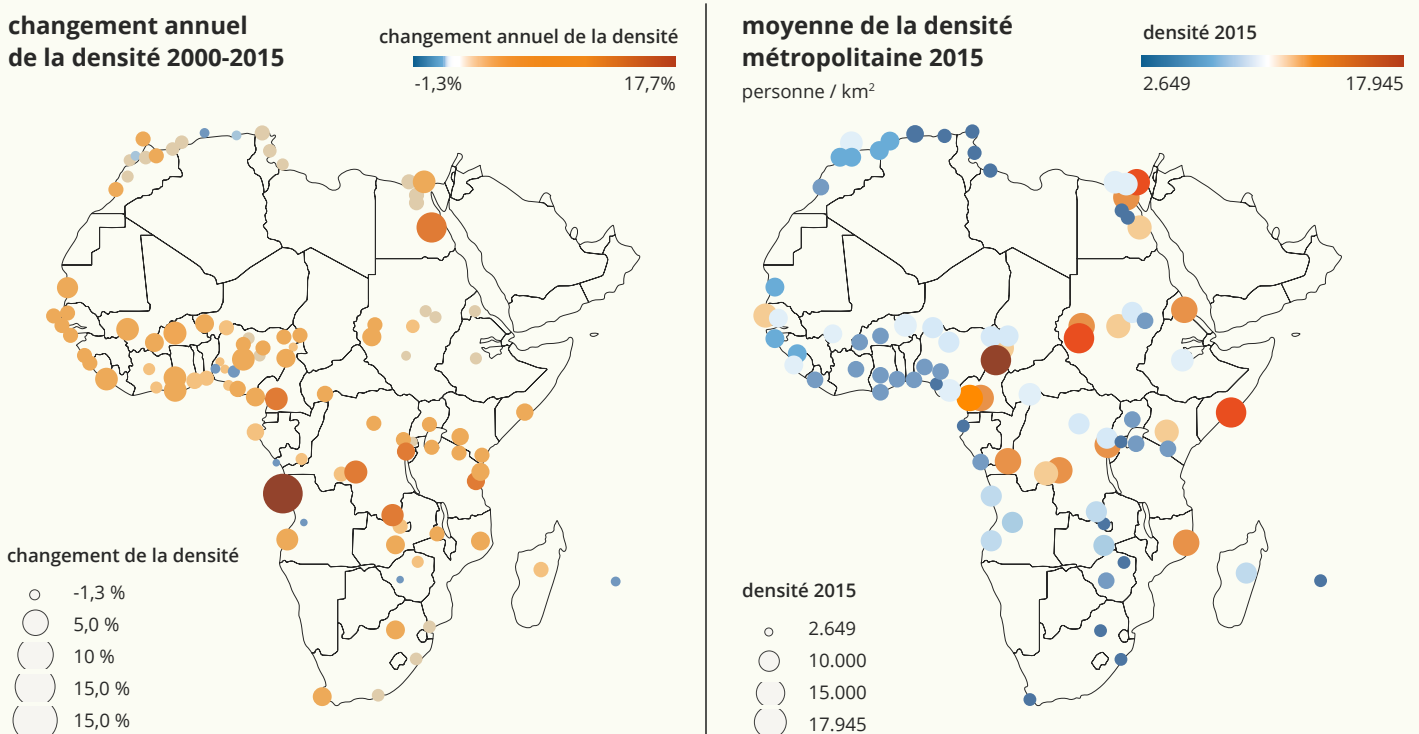 changement annuel
de la densité 2000-2015
changement annuel de la densité
-1,3%
17,7%
changement de la densité
-1,3 %
5,0 %
10 %
15,0 %
15,0 %
moyenne de la densité
métropolitaine 2015
personne / km²
densité 2015
2.649
17.945
densité 2015
2.649
10.000
15.000
17.945